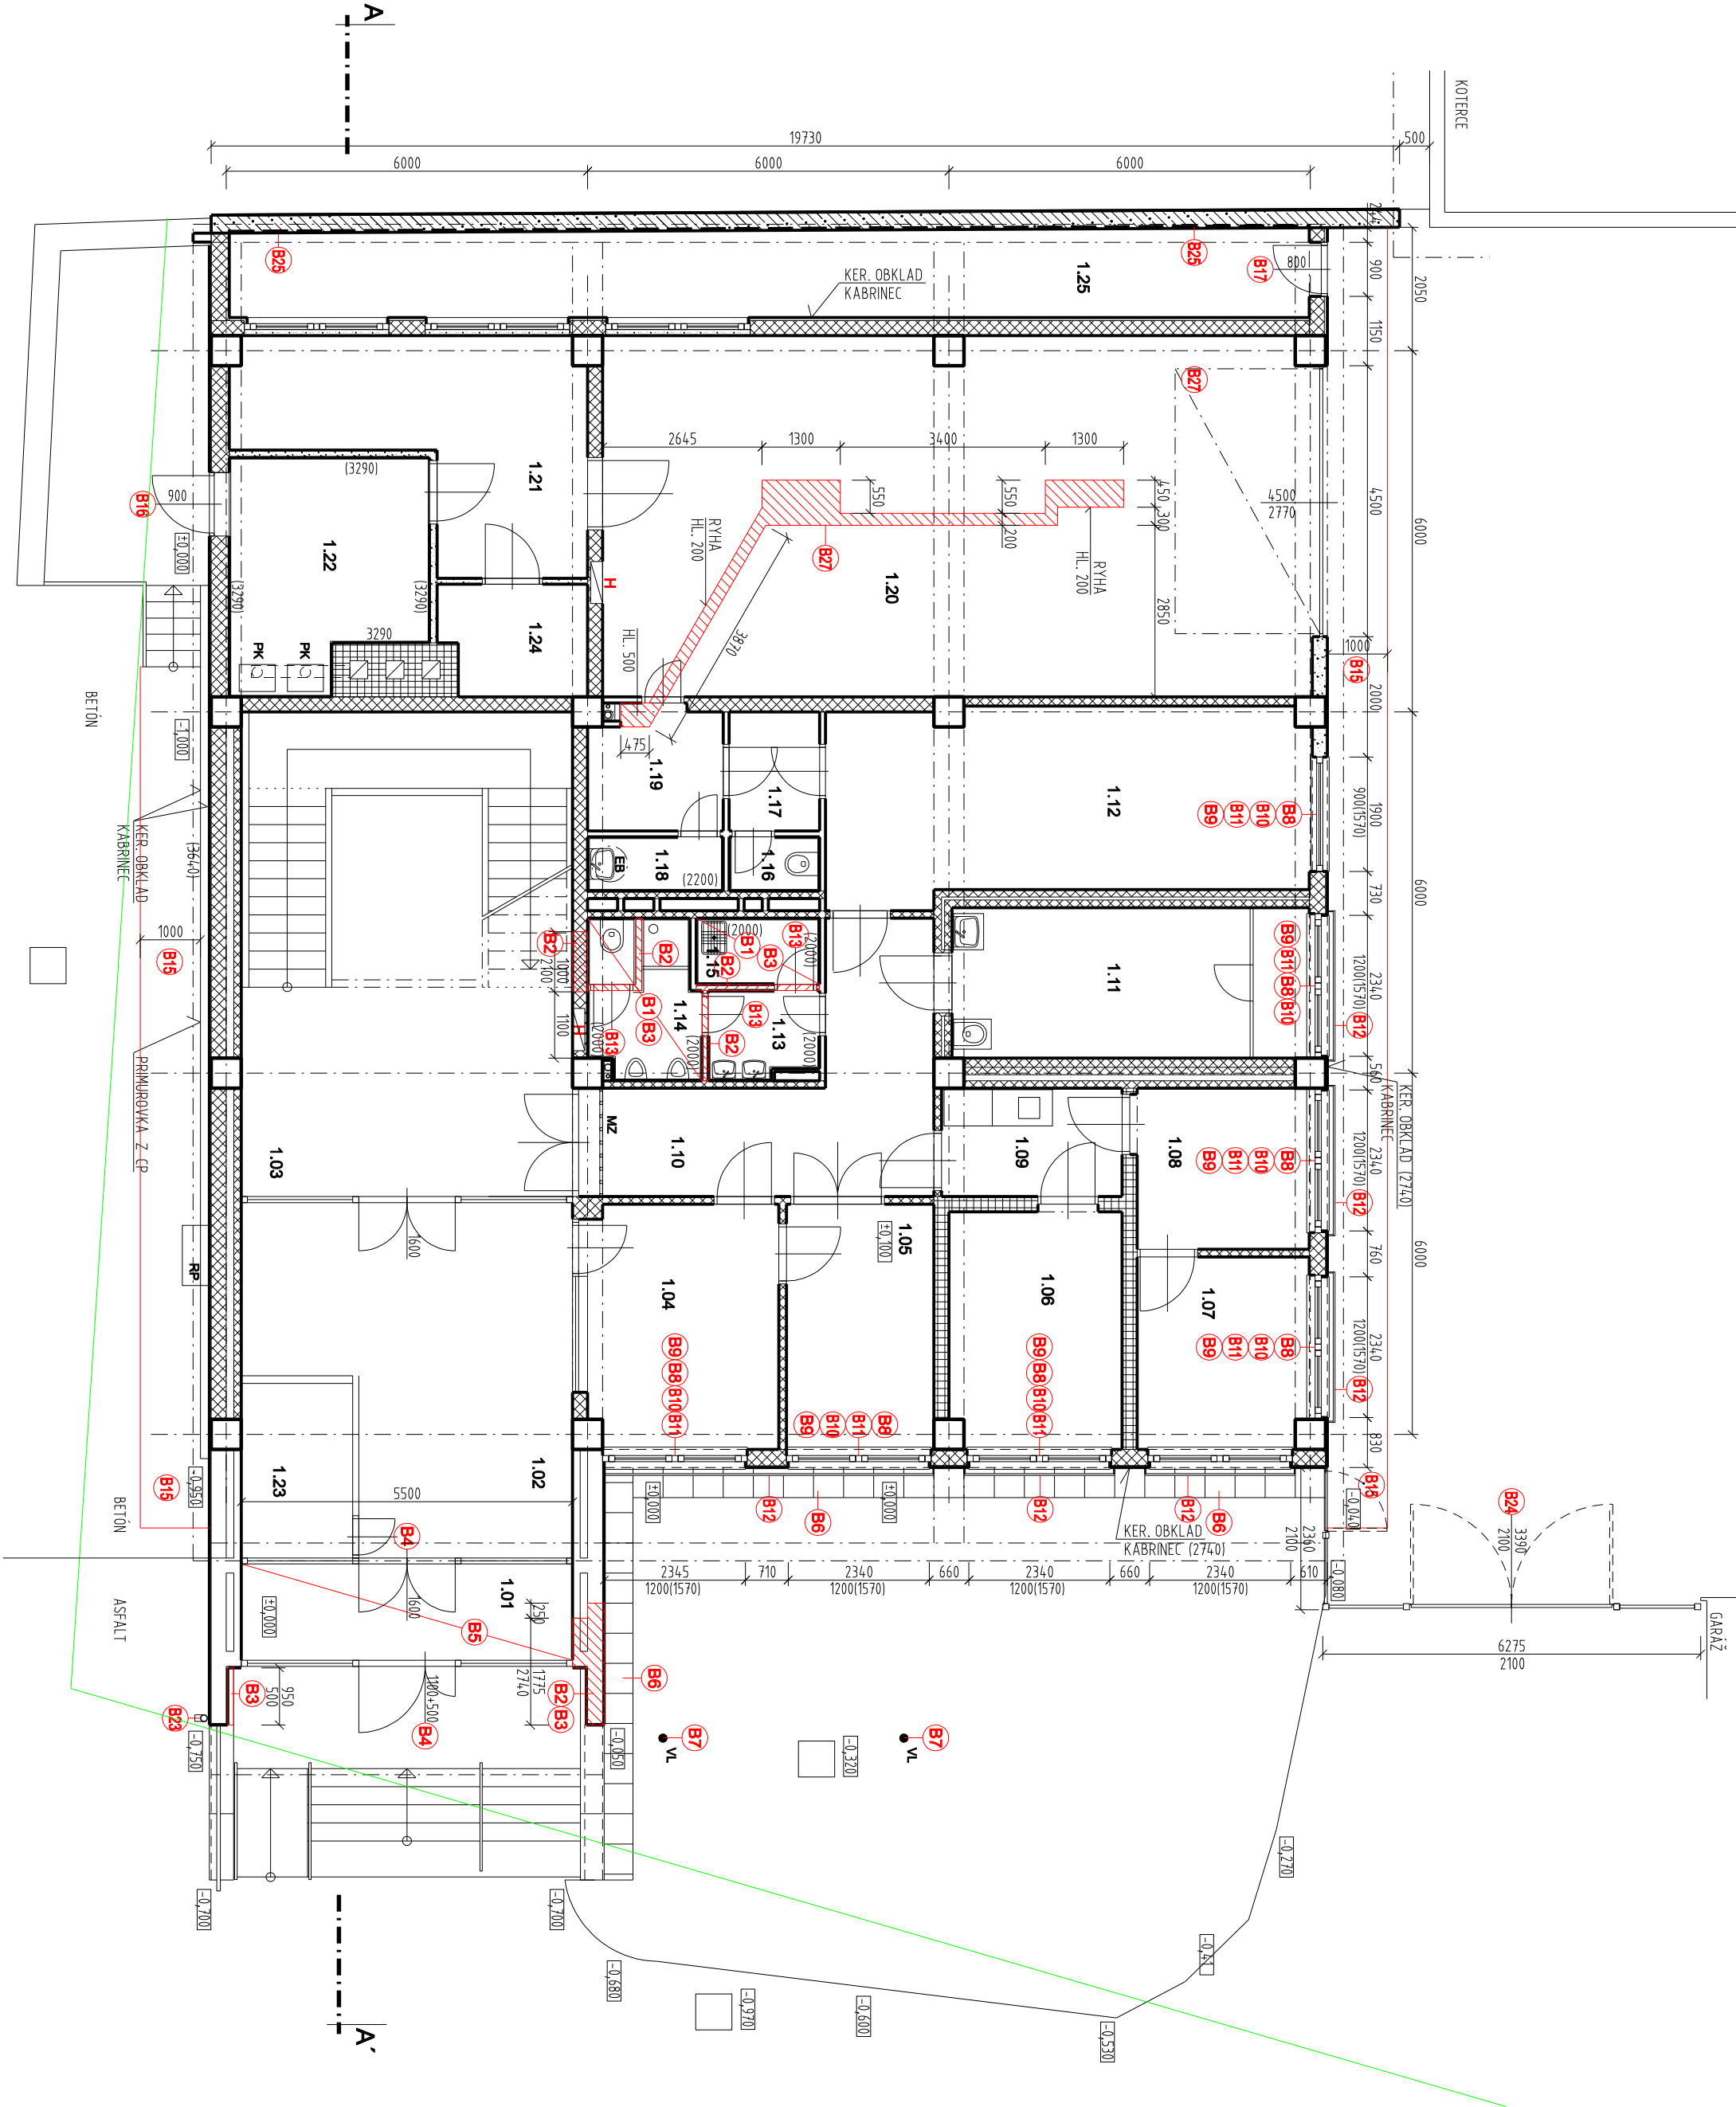 A
KOTERCE
19730
500
6000
6000
6000
244
900
1150
4500
2000
1900
900(1570)
730
2340
1200(1570)
560
2340
1200(1570)
760
2340
1200(1570)
830
2050
6000
6000
6000
B25
B25
B17
800
1.25
KER. OBKLAD
KABRINEC
B27
2645
1300
3400
1300
4500
2770
550
550
450
300
200
RYHA
HL. 200
RYHA
HL. 200
B27
2850
1.20
3870
HL. 500
475
1.21
(3290)
1.22
(3290)
(3290)
3290
1.24
H
PK
PK
B16
900
±0,000
BETÓN
-1,000
1000
B15
1.12
B9
B11
B10
B8
1.19
1.17
1.18
EB
(2200)
1.16
KER. OBKLAD
KABRINEC
(3640)
1000
B15
B2
1000
2100
1100
H
B2
(2000)
1.15
B1
B3
B13
(2000)
B2
B1
B3
1.14
(2000)
B13
(2000)
B13
1.13
B2
(2000)
1.11
B9
B11
B8
B10
B12
KER. OBKLAD (2740)
KABRINEC
PRIMUROVKA Z CP
MZ
1.03
1.10
1.09
1.08
B9
B11
B10
B8
B12
1600
RP
1.05
±0,100
1.04
B9
B8
B10
B11
1.06
B9
B8
B10
B11
1.07
B9
B11
B10
B8
B12
B9
B10
B11
B8
1.23
5500
1.02
B15
-0,950
BETÓN
ASFALT
B4
1600
1.01
±0,000
B5
250
1775
2740
B2
B3
B6
±0,000
±0,000
B12
B6
B12
B12
B6
KER. OBKLAD
KABRINEC (2740)
2360
2100
B15
-0,040
-0,080
B24
3390
2100
GARÁŽ
6275
2100
2345
1200(1570)
710
2340
1200(1570)
660
2340
1200(1570)
660
2340
1200(1570)
610
B3
950
500
1100+500
B4
B23
-0,750
-0,050
B7
VL
B7
VL
-0,320
-0,270
-0,700
-0,700
-0,680
-0,970
-0,600
-0,530
-0,411
A´